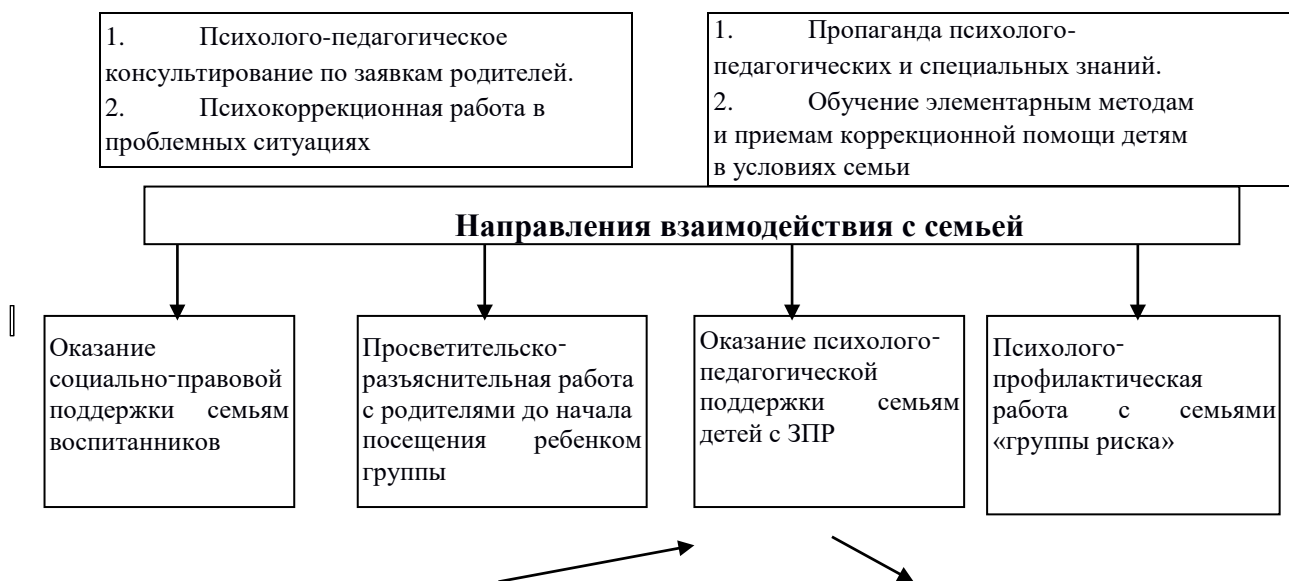 1. Психолого-педагогическое
консультирование по заявкам родителей.
2. Психокоррекционная работа в
проблемных ситуациях
1. Пропаганда психолого-
педагогических и специальных знаний.
2. Обучение элементарным методам
и приемам коррекционной помощи детям
в условиях семьи
Направления взаимодействия с семьей
Оказание
социально-правовой
поддержки семьям
воспитанников
Просветительско-
разъяснительная работа
с родителями до начала
посещения ребенком
группы
Оказание психолого-
педагогической
поддержки семьям
детей с ЗПР
Психолого-
профилактическая
работа с семьями
«группы риска»